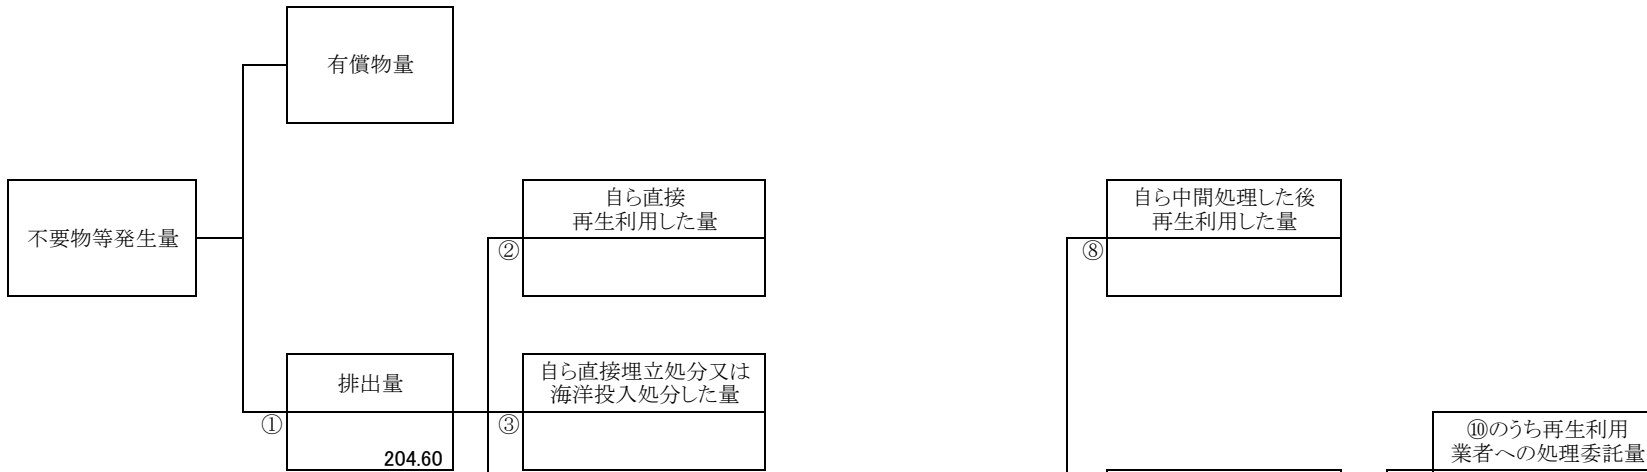 有償物量
不要物等発生量
自ら直接
再生利用した量
②
自ら中間処理した後
再生利用した量
⑧
排出量
①
204.60
自ら直接埋立処分又は
海洋投入処分した量
③
⑩のうち再生利用
業者への処理委託量